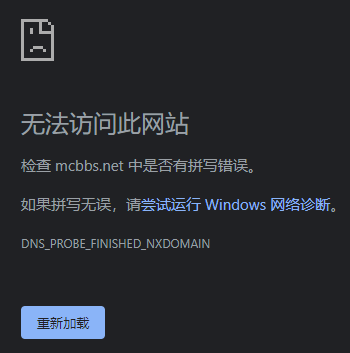 无法访问此网站
检查 mcbbs.net 中是否有拼写错误。
如果拼写无误，请尝试运行 Windows 网络诊断。
DNS_PROBE_FINISHED_NXDOMAIN
重新加载